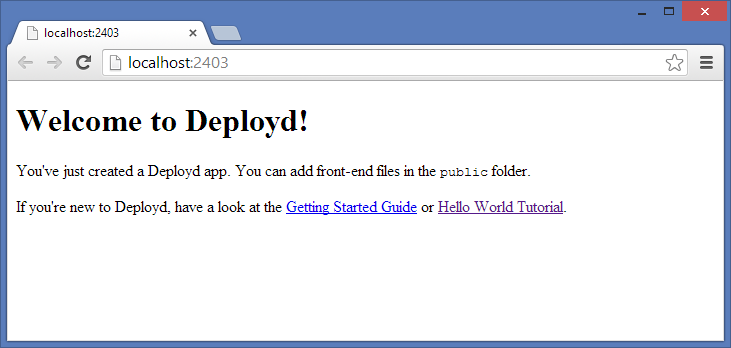 localhost:2403
localhost:2403
Welcome to Deployd!
You've just created a Deployd app. You can add front-end files in the public folder.
If you're new to Deployd, have a look at the Getting Started Guide or Hello World Tutorial.